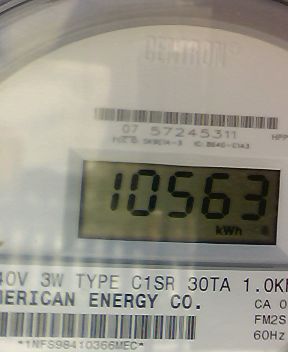 CENTRON
07 57245311
10563
kWh
40V 3W TYPE C1SR 30TA 1.0K
MERICAN ENERGY CO.
CA 0
FM2S
60Hz
*1NFS98410366MEC*